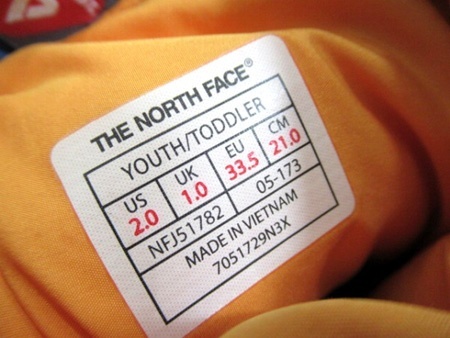 THE NORTH FACE®
YOUTH/TODDLER
US UK EU CM
2.0 1.0 33.5 21.0
NFJ51782 05-173
MADE IN VIETNAM
7051729N3X